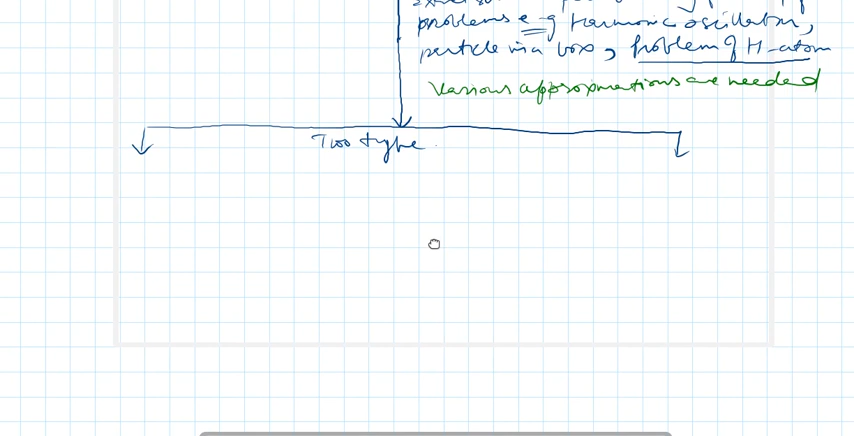 problems e.g Harmonic oscillator,
particle in a box, problem of H-atom
Various approximations are needed
Two type.